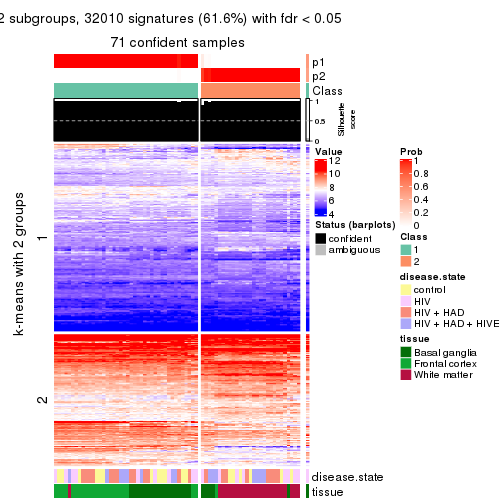 2 subgroups, 32010 signatures (61.6%) with fdr < 0.05
71 confident samples
p1
p2
Class
1
0.5
0
Silhouette
score
k-means with 2 groups
1
2
disease.state
tissue
Value
12
10
8
6
4
Status (barplots)
confident
ambiguous
Prob
1
0.8
0.6
0.4
0.2
0
Class
1
2
disease.state
control
HIV
HIV + HAD
HIV + HAD + HIVE
tissue
Basal ganglia
Frontal cortex
White matter